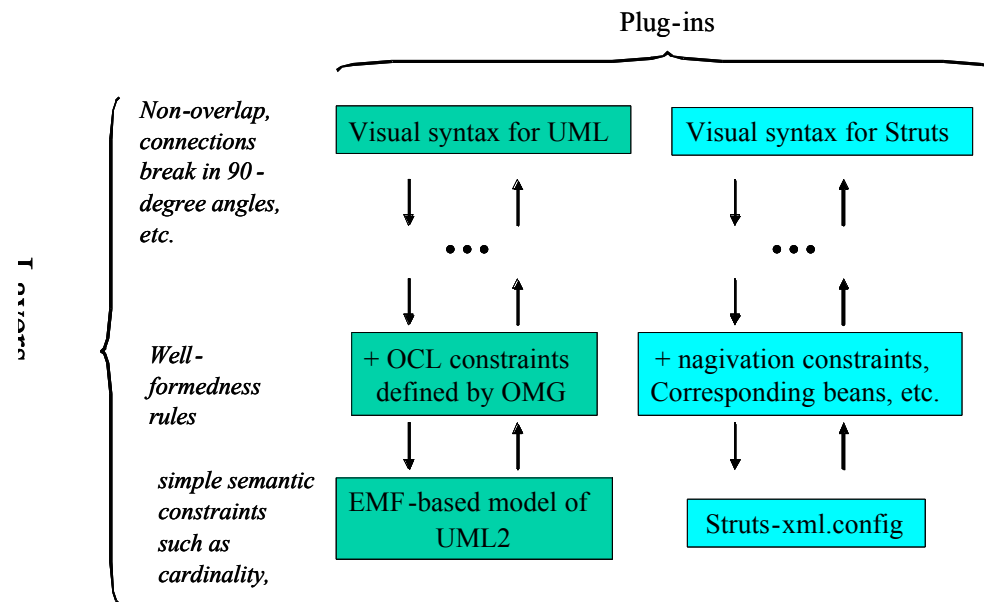 Plug-ins
Non-overlap,
connections
break in 90-
degree angles,
etc.
Visual syntax for UML
Visual syntax for Struts
•••
•••
Well-
formedness
rules
+ OCL constraints
defined by OMG
+ nagivation constraints,
Corresponding beans, etc.
simple semantic
constraints
such as
cardinality,
EMF-based model of
UML2
Struts-xml.config